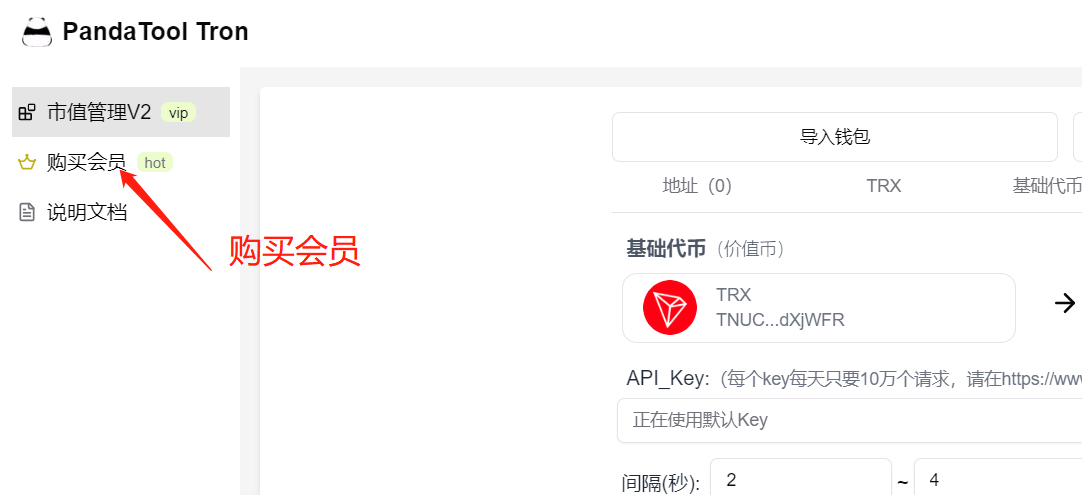 PandaTool Tron
市值管理V2 vip
购买会员 hot
说明文档
购买会员
导入钱包
地址（0） TRX 基础代币
基础代币（价值币）
TRX
TNUC...dXjWFR
API_Key:（每个key每天只要10万个请求，请在https://www
正在使用默认Key
间隔(秒): 2 ~ 4